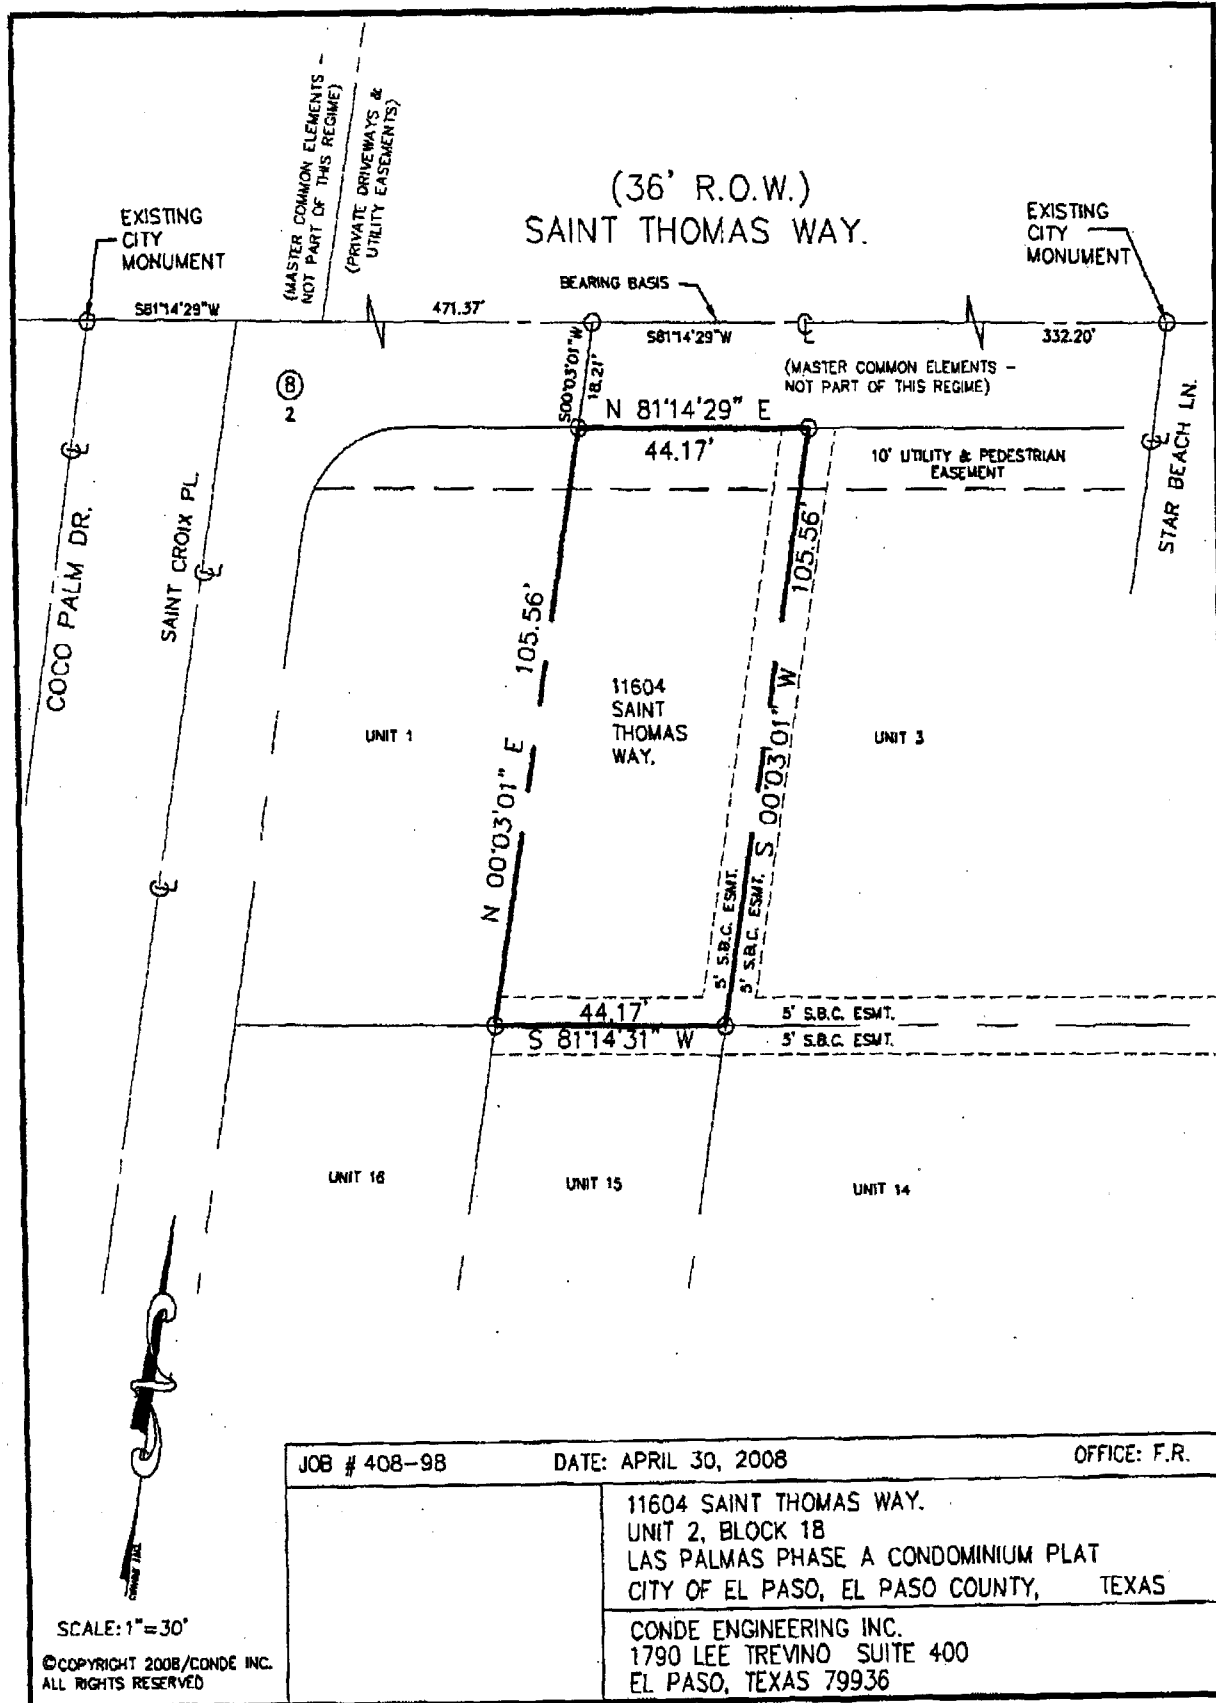 (MASTER COMMON ELEMENTS -
NOT PART OF THIS REGIME)
(PRIVATE DRIVEWAYS &
UTILITY EASEMENTS)
(36' R.O.W.)
SAINT THOMAS WAY.
EXISTING
CITY
MONUMENT
EXISTING
CITY
MONUMENT
BEARING BASIS
S81°14'29"W
471.37'
S81°14'29"W
332.20'
S00°03'01"W
18.21'
(MASTER COMMON ELEMENTS -
NOT PART OF THIS REGIME)
8
2
N 81°14'29" E
44.17'
10' UTILITY & PEDESTRIAN
EASEMENT
COCO PALM DR.
SAINT CROIX PL.
STAR BEACH LN.
N 00°03'01" E 105.56'
105.56'
S 00°03'01" W
11604
SAINT
THOMAS
WAY.
UNIT 1
UNIT 3
5' S.B.C. ESMT.
5' S.B.C. ESMT.
44.17'
S 81°14'31" W
5' S.B.C. ESMT.
5' S.B.C. ESMT.
UNIT 16
UNIT 15
UNIT 14
SCALE: 1"=30'
©COPYRIGHT 2008/CONDE INC.
ALL RIGHTS RESERVED
JOB # 408-98 DATE: APRIL 30, 2008 OFFICE: F.R.
11604 SAINT THOMAS WAY.
UNIT 2, BLOCK 18
LAS PALMAS PHASE A CONDOMINIUM PLAT
CITY OF EL PASO, EL PASO COUNTY, TEXAS
CONDE ENGINEERING INC.
1790 LEE TREVINO SUITE 400
EL PASO, TEXAS 79936